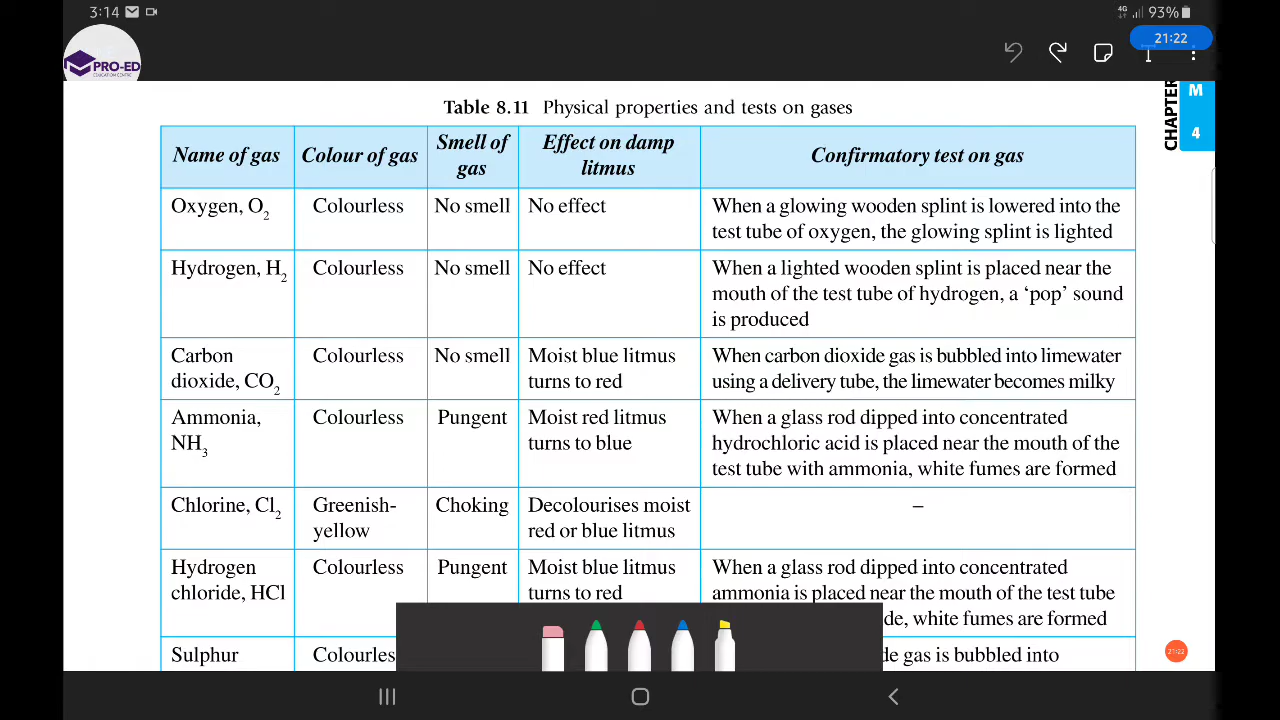 3:14
4G 93%
21:22
PRO-ED
EDUCATION CENTRE
CHAPTER
M
4
Table 8.11 Physical properties and tests on gases
Name of gas
Colour of gas
Smell of
gas
Effect on damp
litmus
Confirmatory test on gas
Oxygen, O₂
Colourless
No smell
No effect
When a glowing wooden splint is lowered into the
test tube of oxygen, the glowing splint is lighted
Hydrogen, H₂
Colourless
No smell
No effect
When a lighted wooden splint is placed near the
mouth of the test tube of hydrogen, a ‘pop’ sound
is produced
Carbon
dioxide, CO₂
Colourless
No smell
Moist blue litmus
turns to red
When carbon dioxide gas is bubbled into limewater
using a delivery tube, the limewater becomes milky
Ammonia,
NH₃
Colourless
Pungent
Moist red litmus
turns to blue
When a glass rod dipped into concentrated
hydrochloric acid is placed near the mouth of the
test tube with ammonia, white fumes are formed
Chlorine, Cl₂
Greenish-
yellow
Choking
Decolourises moist
red or blue litmus
–
Hydrogen
chloride, HCl
Colourless
Pungent
Moist blue litmus
turns to red
When a glass rod dipped into concentrated
ammonia is placed near the mouth of the test tube
white fumes are formed
Sulphur
gas is bubbled into
21:22